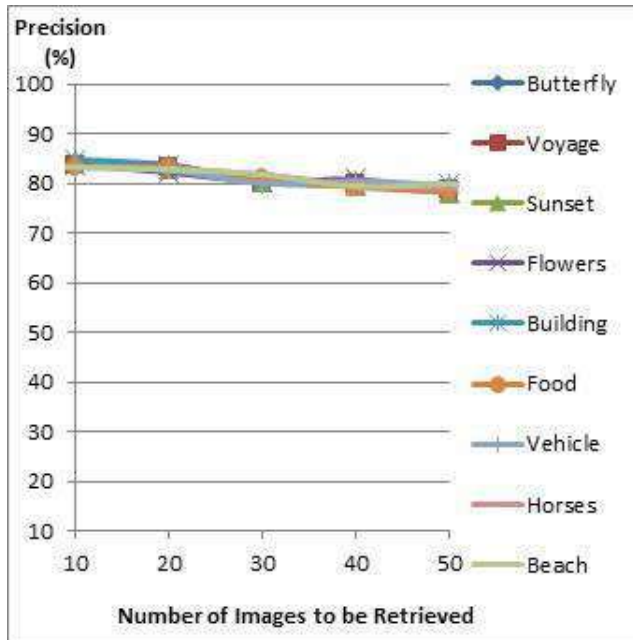 Precision
(%)
100
90
80
70
60
50
40
30
20
10
10 20 30 40 50
Number of Images to be Retrieved
Butterfly
Voyage
Sunset
Flowers
Building
Food
Vehicle
Horses
Beach